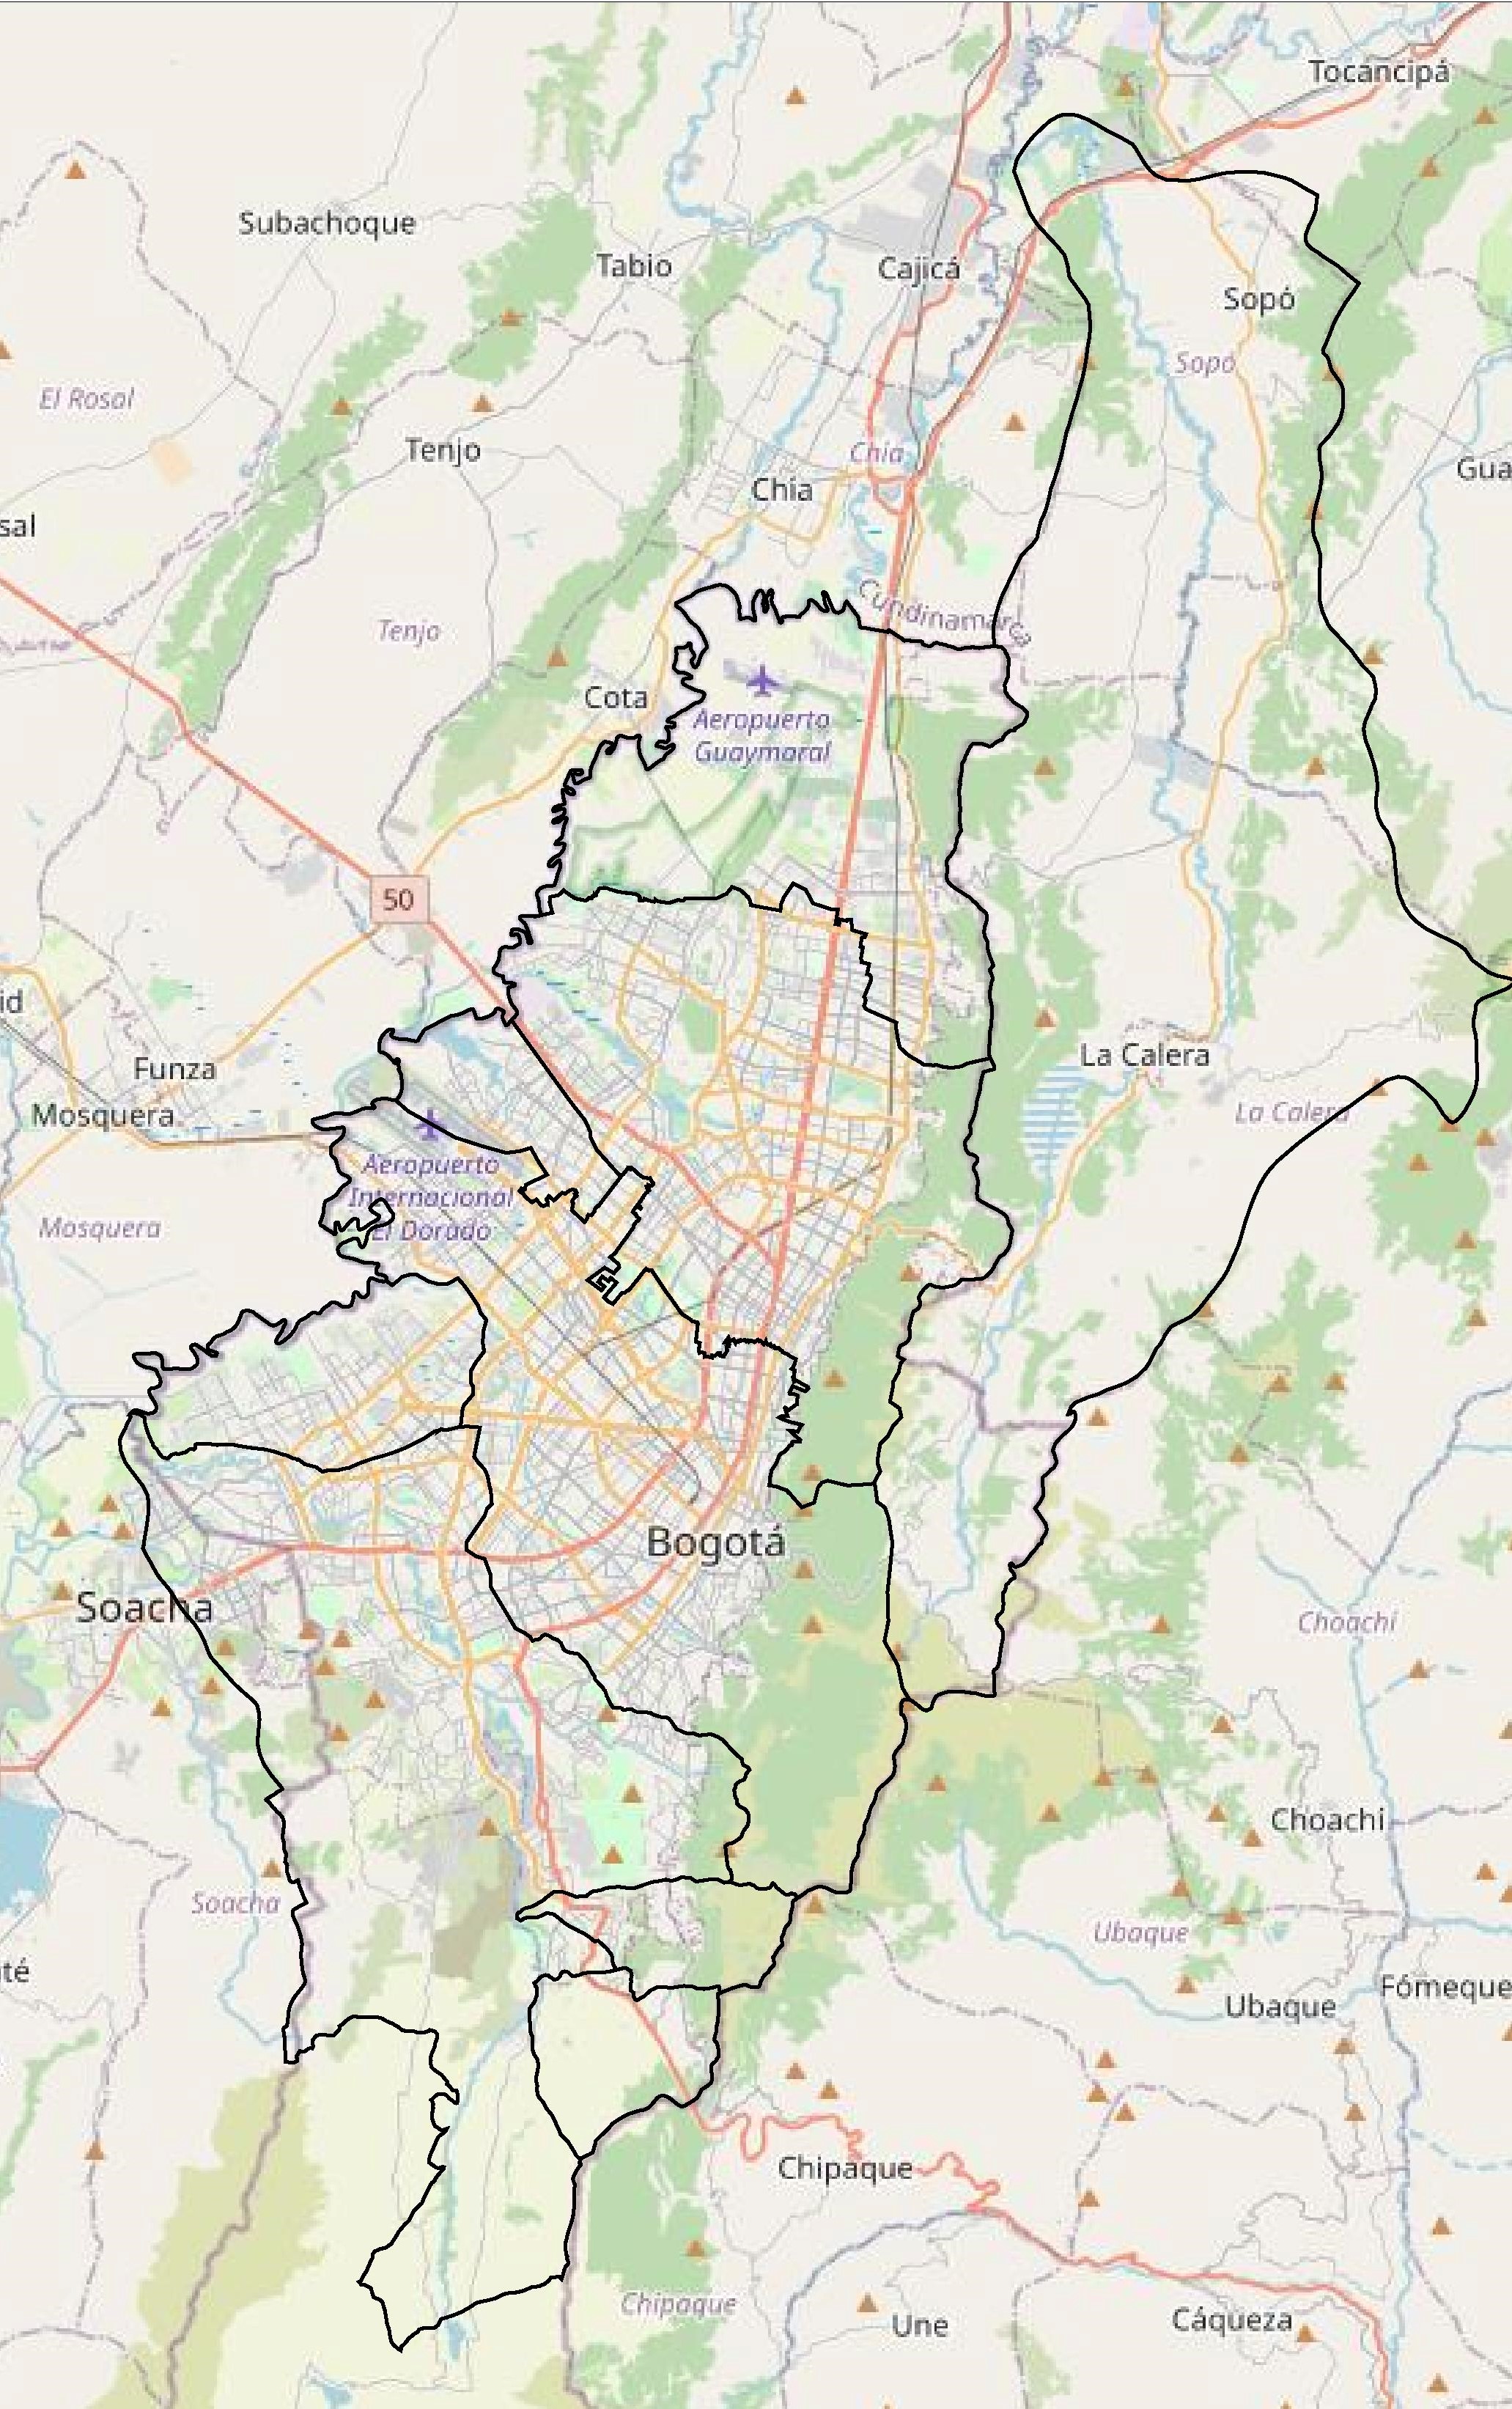 Tocancipá
Subachoque
Tabio
Cajicá
Sopó
Sopó
El Rosal
Tenjo
Chía
Chía
Gua
sal
Cundinamarca
Tenjo
Cota
Aeropuerto
Guaymaral
50
id
Funza
La Calera
Mosquera
La Calera
Aeropuerto
Internacional
El Dorado
Mosquera
Bogotá
Soacha
Choachí
Choachí
Soacha
Ubaque
té
Fómeque
Ubaque
Chipaque
Chipaque
Une
Cáqueza